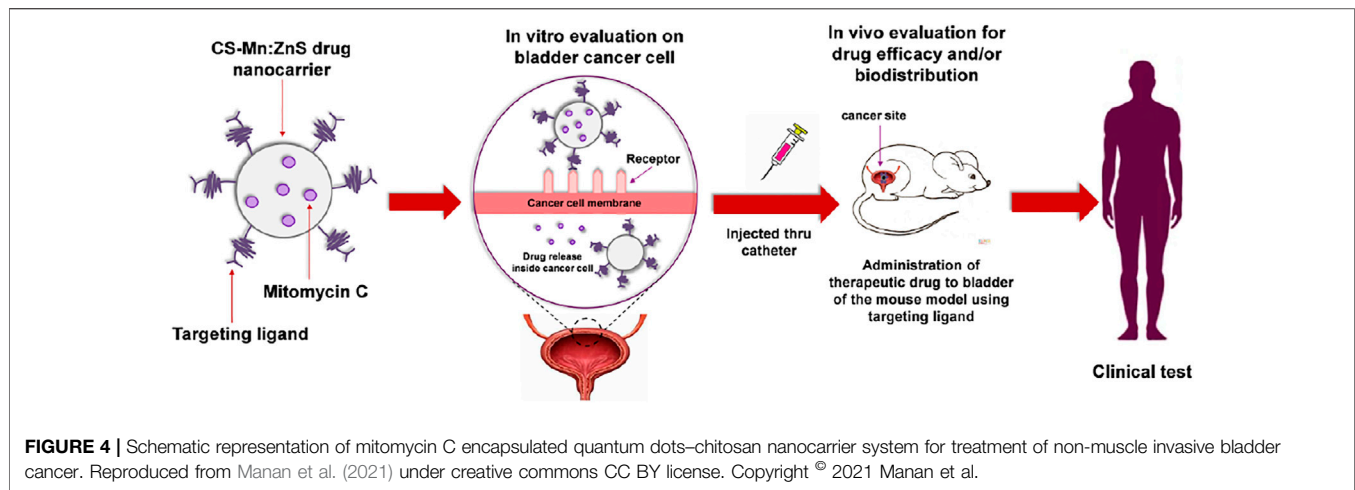 CS-Mn:ZnS drug
nanocarrier
Mitomycin C
Targeting ligand
In vitro evaluation on
bladder cancer cell
Receptor
Cancer cell membrane
Drug release
inside cancer cell
Injected thru
catheter
In vivo evaluation for
drug efficacy and/or
biodistribution
cancer site
Administration of
therapeutic drug to bladder
of the mouse model using
targeting ligand
Clinical test
FIGURE 4 | Schematic representation of mitomycin C encapsulated quantum dots–chitosan nanocarrier system for treatment of non-muscle invasive bladder
cancer. Reproduced from Manan et al. (2021) under creative commons CC BY license. Copyright © 2021 Manan et al.